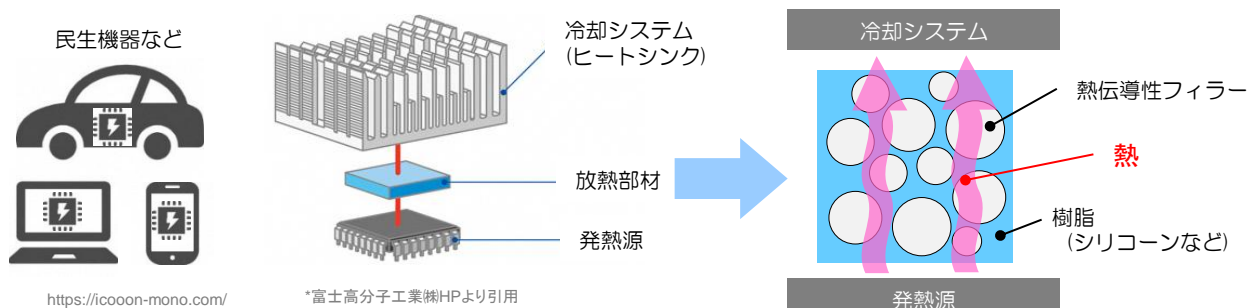 民生機器など
冷却システム
(ヒートシンク)
放熱部材
発熱源
冷却システム
熱伝導性フィラー
熱
樹脂
(シリコーンなど)
発熱源
https://icooon-mono.com/
*富士高分子工業㈱HPより引用